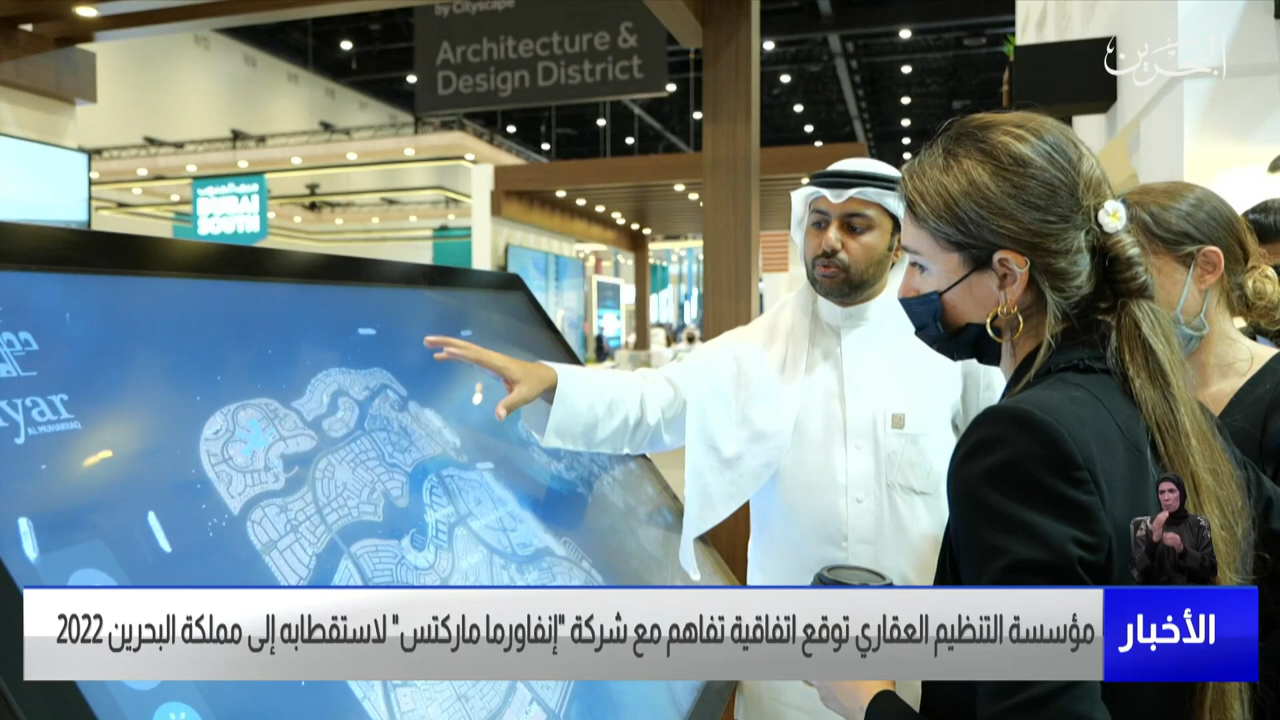 by Cityscape
Architecture &
Design District
البحرين
DUBAI
SOUTH
yar
AL MUHARRAQ
الأخبار
مؤسسة التنظيم العقاري توقع اتفاقية تفاهم مع شركة "إنفاورما ماركتس" لاستقطابه إلى مملكة البحرين 2022